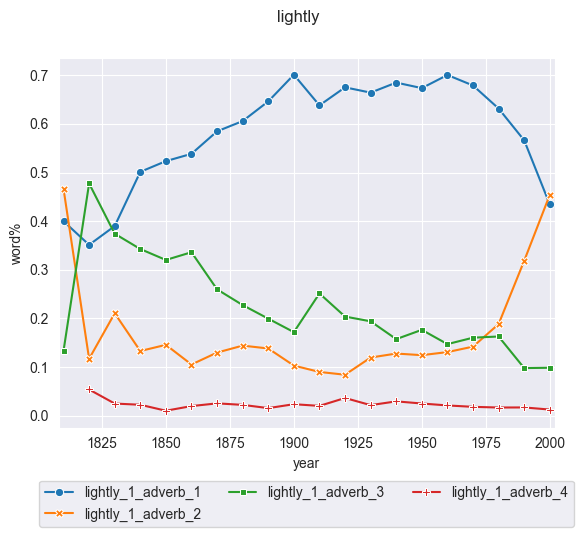 lightly
0.7
0.6
0.5
0.4
0.3
0.2
0.1
0.0
word%
1825 1850 1875 1900 1925 1950 1975 2000
year
lightly_1_adverb_1 lightly_1_adverb_3 lightly_1_adverb_4
lightly_1_adverb_2